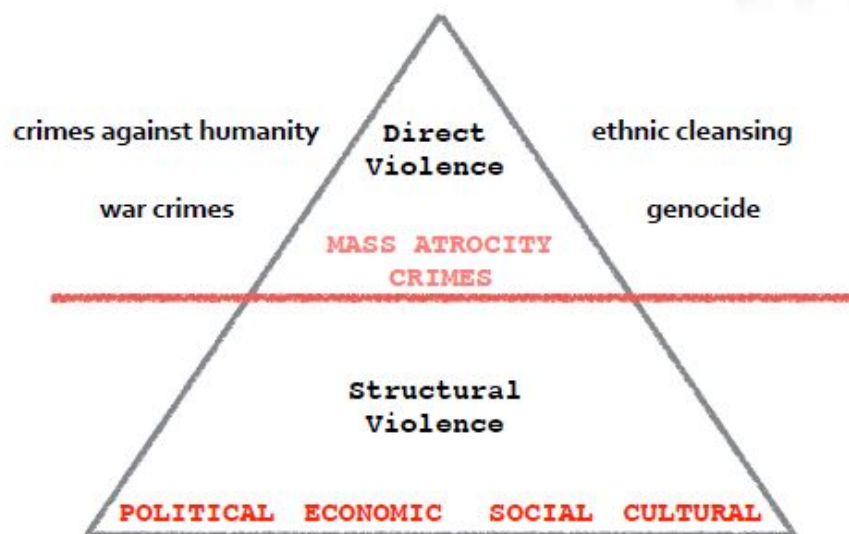 crimes against humanity
Direct
Violence
ethnic cleansing
war crimes
genocide
MASS ATROCITY
CRIMES
Structural
Violence
POLITICAL ECONOMIC SOCIAL CULTURAL